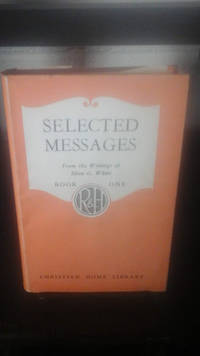 SELECTED
MESSAGES
From the Writings of
Ellen G. White
BOOK ONE
R&H
CHRISTIAN HOME LIBRARY